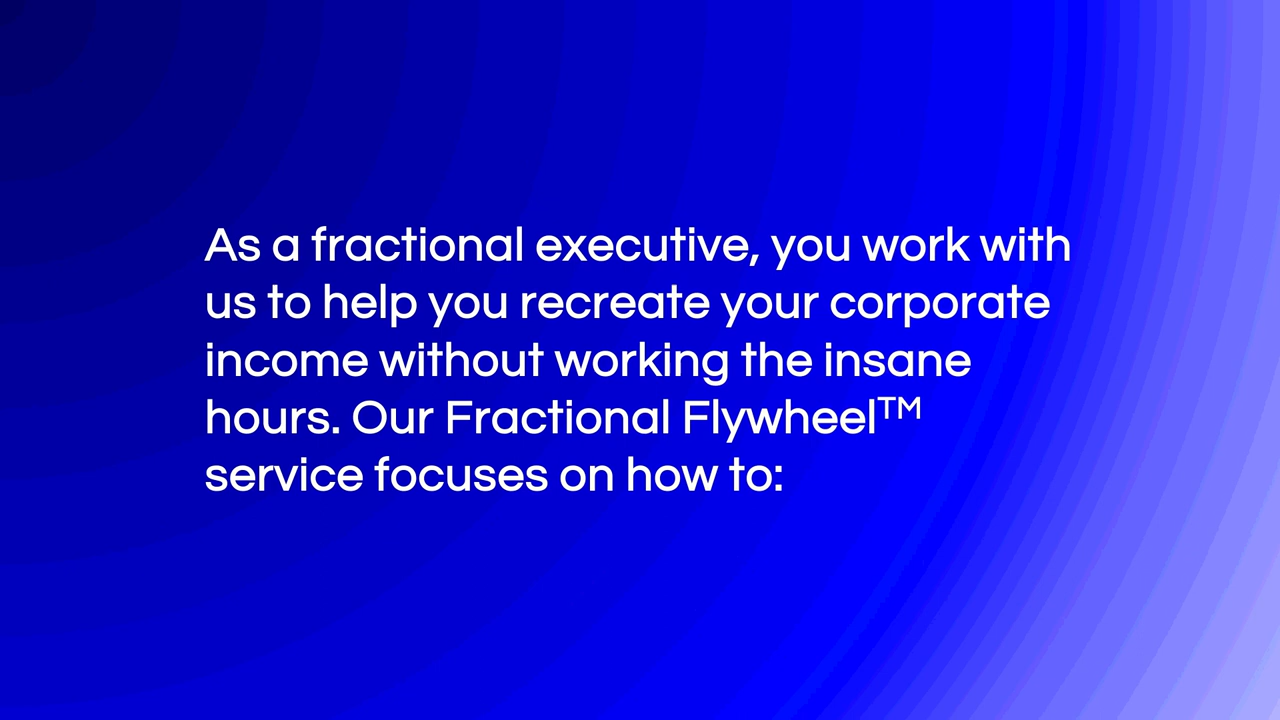 As a fractional executive, you work with
us to help you recreate your corporate
income without working the insane
hours. Our Fractional Flywheel™
service focuses on how to: